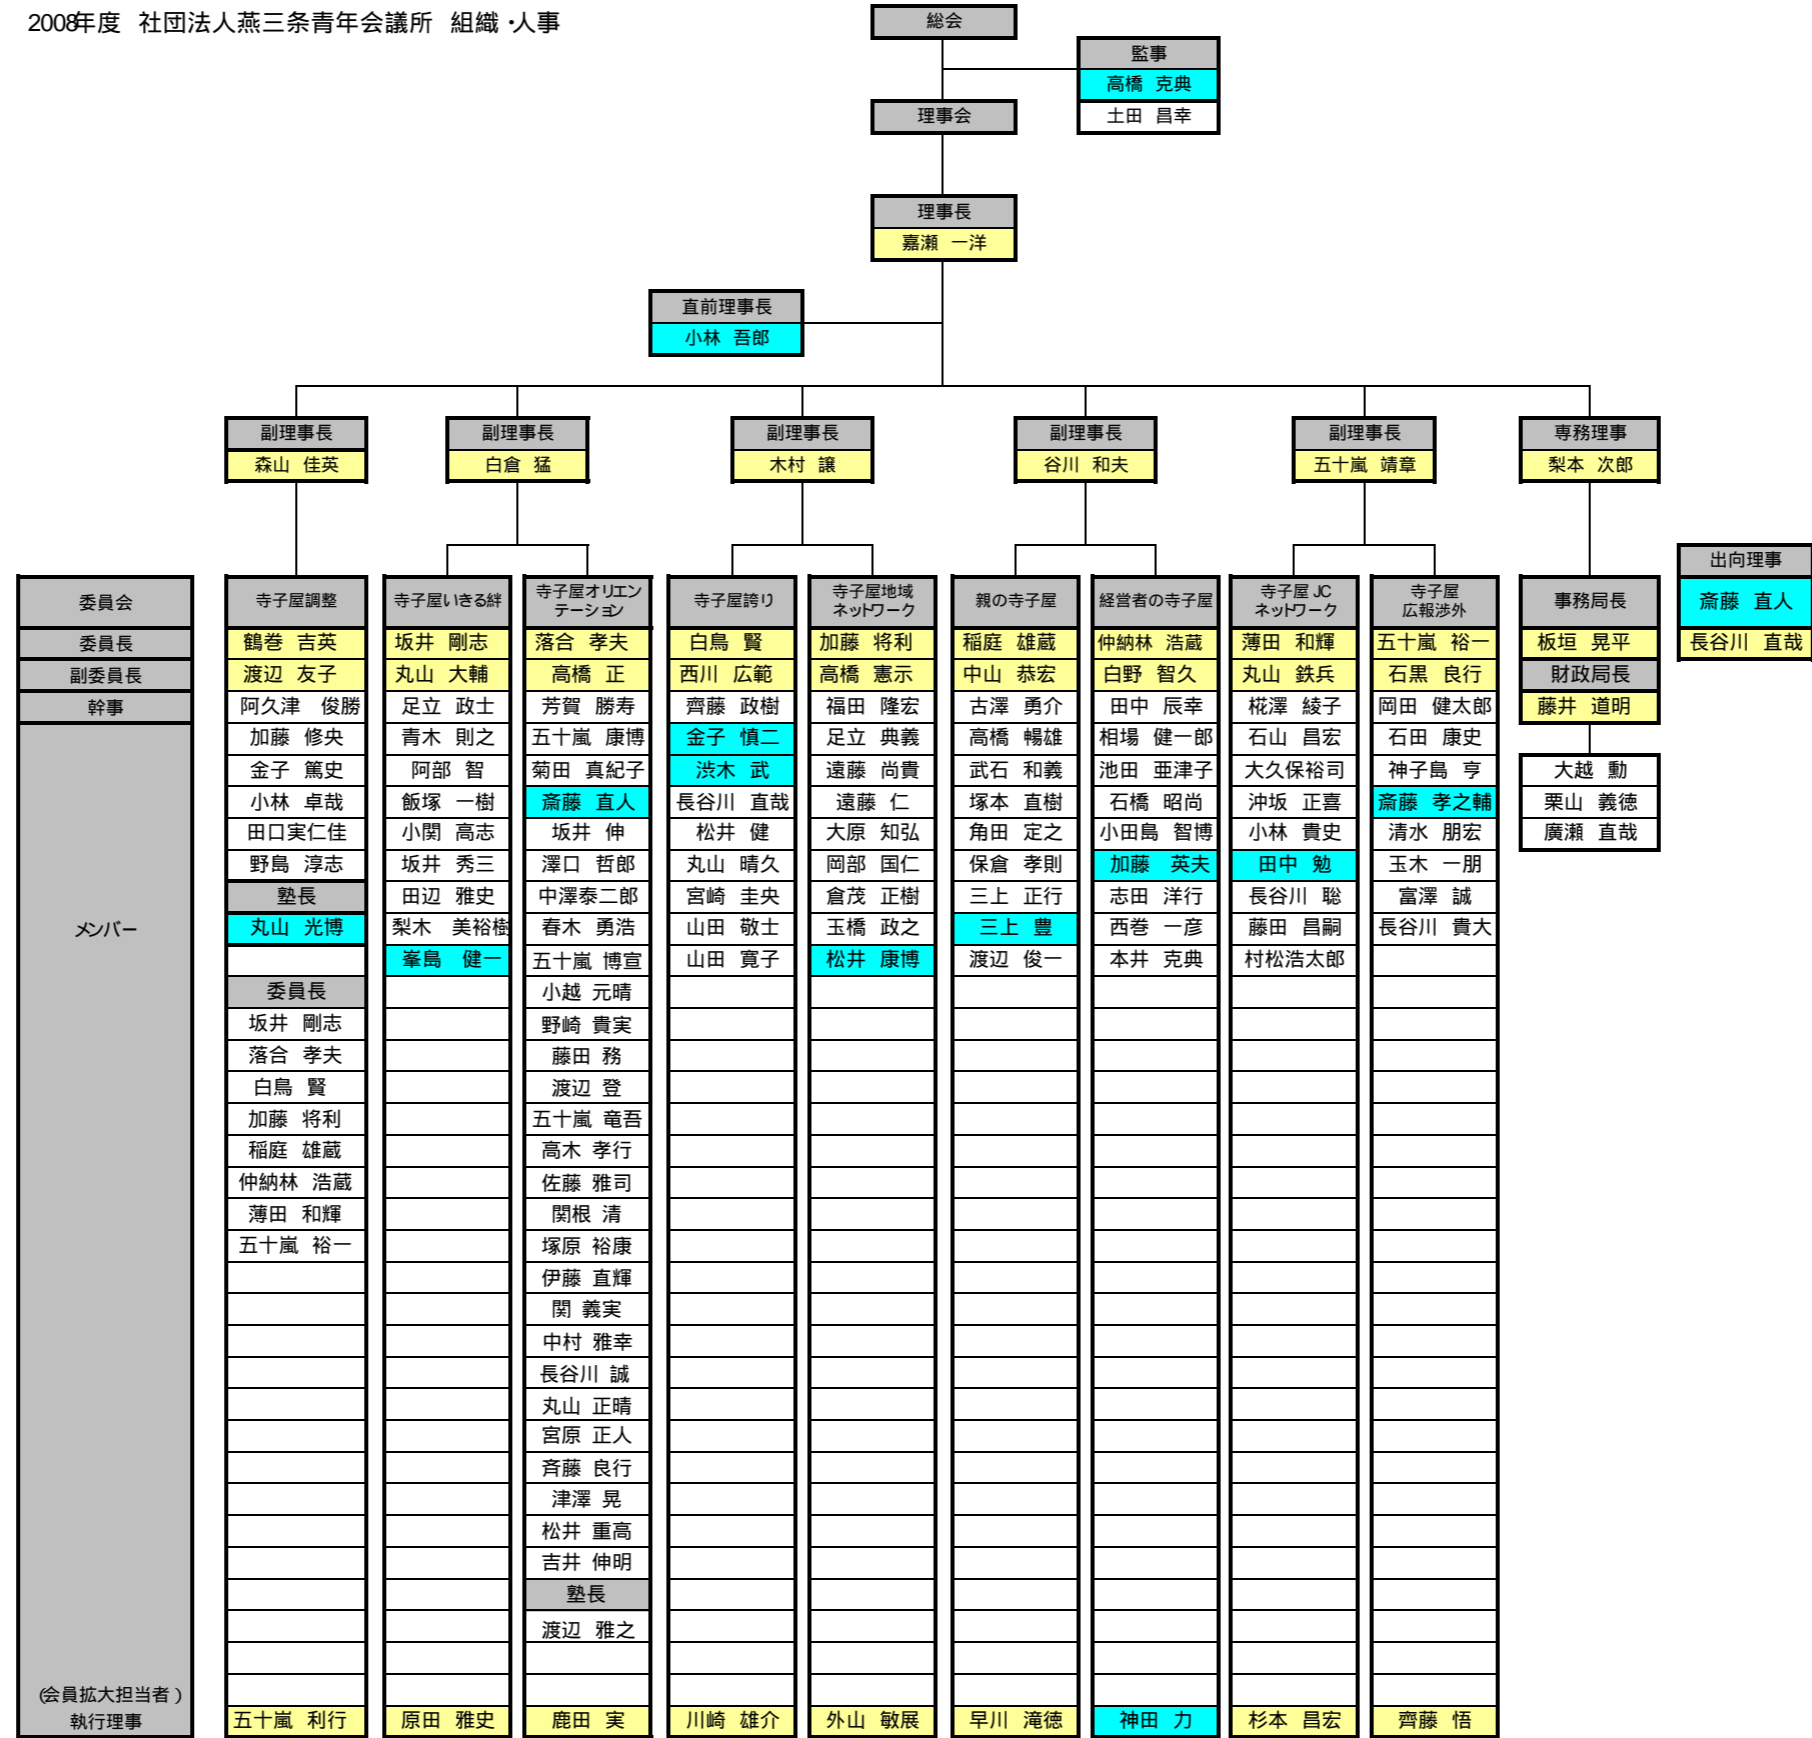 2008年度 社団法人燕三条青年会議所 組織・人事
総会
監事
高橋 克典
土田 昌幸
理事会
理事長
嘉瀬 一洋
直前理事長
小林 吾郎
副理事長
森山 佳英
副理事長
白倉 猛
副理事長
木村 譲
副理事長
谷川 和夫
副理事長
五十嵐 靖章
専務理事
梨本 次郎
出向理事
斎藤 直人
長谷川 直哉
委員会
委員長
副委員長
幹事
メンバー
(会員拡大担当者)
執行理事
寺子屋調整
鶴巻 吉英
渡辺 友子
阿久津 俊勝
加藤 修央
金子 篤史
小林 卓哉
田口実仁佳
野島 淳志
塾長
丸山 光博
委員長
坂井 剛志
落合 孝夫
白鳥 賢
加藤 将利
稲庭 雄蔵
仲納林 浩蔵
薄田 和輝
五十嵐 裕一
五十嵐 利行
寺子屋いきる絆
坂井 剛志
丸山 大輔
足立 政士
青木 則之
阿部 智
飯塚 一樹
小関 高志
坂井 秀三
田辺 雅史
梨木 美裕樹
峯島 健一
原田 雅史
寺子屋オリエン
テーション
落合 孝夫
高橋 正
芳賀 勝寿
五十嵐 康博
菊田 真紀子
斎藤 直人
坂井 伸
澤口 哲郎
中澤泰二郎
春木 勇浩
五十嵐 博宣
小越 元晴
野崎 貴実
藤田 務
渡辺 登
五十嵐 竜吾
高木 孝行
佐藤 雅司
関根 清
塚原 裕康
伊藤 直輝
関 義実
中村 雅幸
長谷川 誠
丸山 正晴
宮原 正人
斉藤 良行
津澤 晃
松井 重高
吉井 伸明
塾長
渡辺 雅之
鹿田 実
寺子屋誇り
白鳥 賢
西川 広範
齊藤 政樹
金子 慎二
渋木 武
長谷川 直哉
松井 健
丸山 晴久
宮崎 圭央
山田 敬士
山田 寛子
川崎 雄介
寺子屋地域
ネットワーク
加藤 将利
高橋 憲示
福田 隆宏
足立 典義
遠藤 尚貴
遠藤 仁
大原 知弘
岡部 国仁
倉茂 正樹
玉橋 政之
松井 康博
外山 敏展
親の寺子屋
稲庭 雄蔵
中山 恭宏
古澤 勇介
高橋 暢雄
武石 和義
塚本 直樹
角田 定之
保倉 孝則
三上 正行
三上 豊
渡辺 俊一
早川 滝徳
経営者の寺子屋
仲納林 浩蔵
白野 智久
田中 辰幸
相場 健一郎
池田 亜津子
石橋 昭尚
小田島 智博
加藤 英夫
志田 洋行
西巻 一彦
本井 克典
神田 力
寺子屋 JC
ネットワーク
薄田 和輝
丸山 鉄兵
椛澤 綾子
石山 昌宏
大久保裕司
沖坂 正喜
小林 貴史
田中 勉
長谷川 聡
藤田 昌嗣
村松浩太郎
杉本 昌宏
寺子屋
広報渉外
五十嵐 裕一
石黒 良行
岡田 健太郎
石田 康史
神子島 亨
斎藤 孝之輔
清水 朋宏
玉木 一朋
富澤 誠
長谷川 貴大
齊藤 悟
事務局長
板垣 晃平
財政局長
藤井 道明
大越 勳
栗山 義徳
廣瀬 直哉